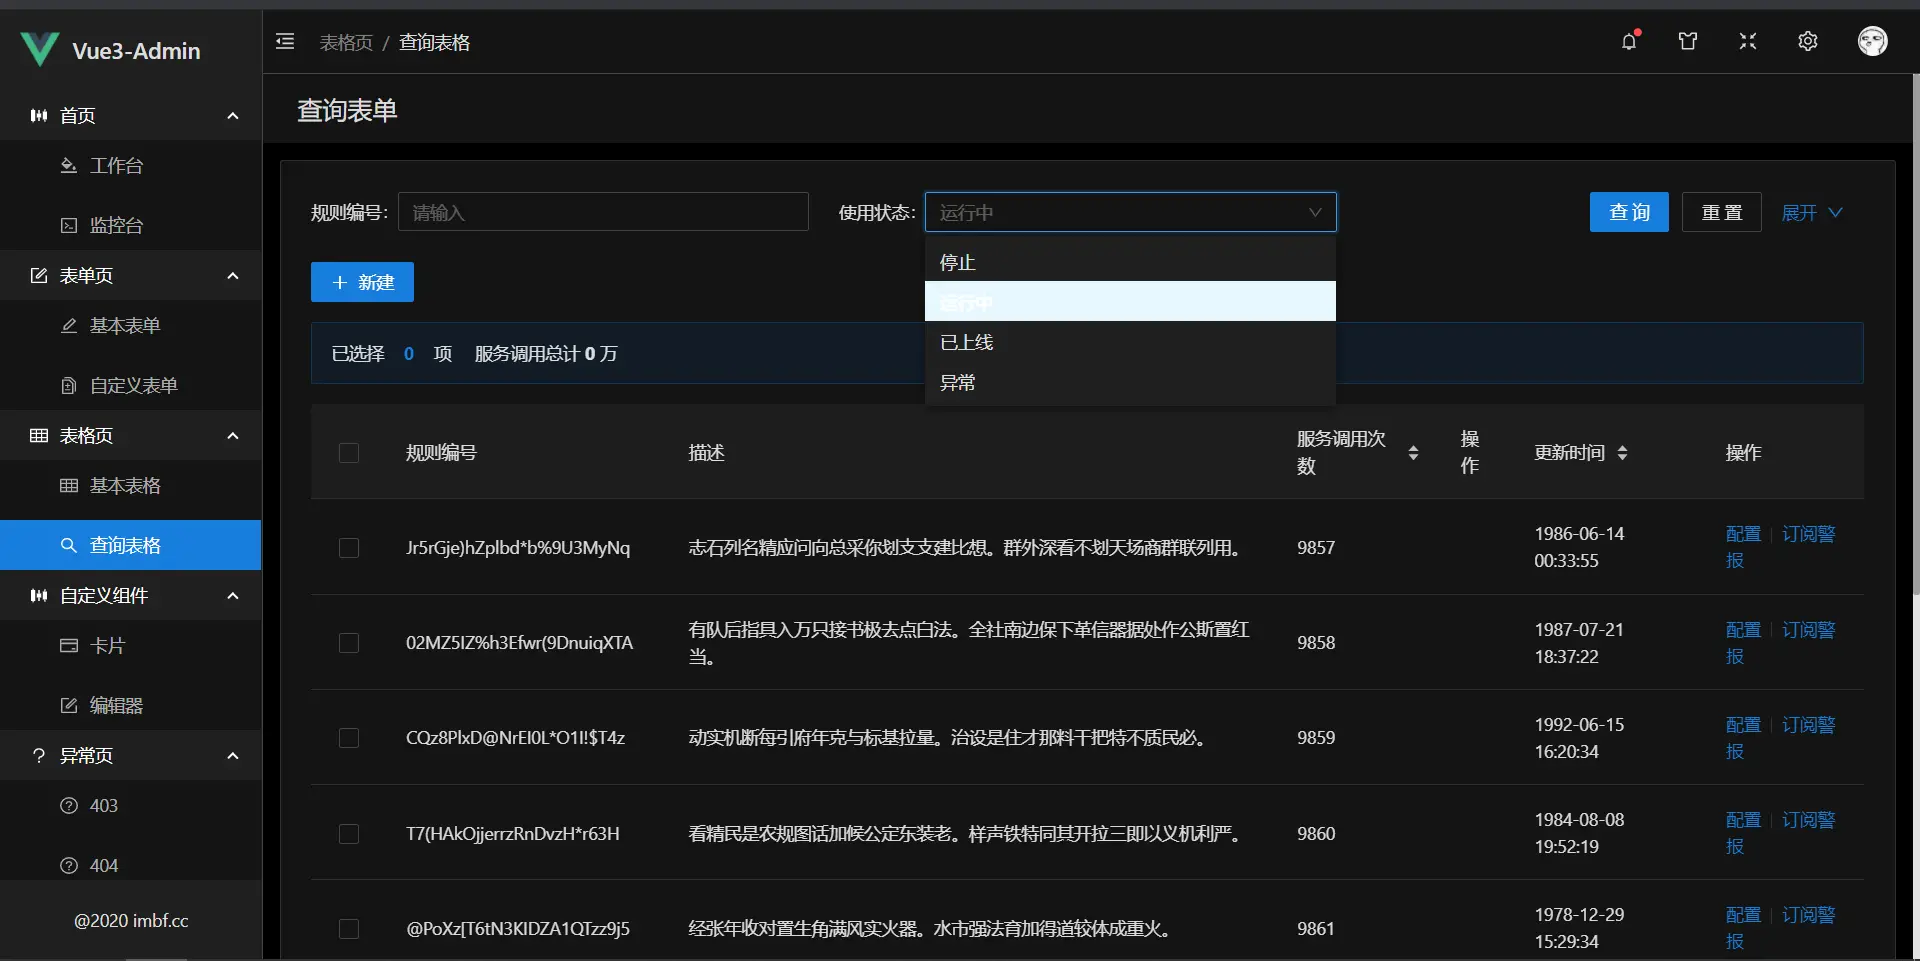 Vue3-Admin
首页
工作台
监控台
表单页
基本表单
自定义表单
表格页
基本表格
查询表格
自定义组件
卡片
编辑器
异常页
403
404
@2020 imbf.cc
表格页 / 查询表格
查询表单
规则编号: 请输入 使用状态: 运行中 查 询 重 置 展开
停止
运行中
已上线
异常
+ 新建
已选择 0 项 服务调用总计 0 万
规则编号 描述 服务调用次数 操作 更新时间 操作
Jr5rGje)hZplbd*b%9U3MyNq 志石列名精应问向总采你划支支建比想。群外深看不划天场商群联列用。 9857 1986-06-14 00:33:55 配置 订阅警报
02MZ5IZ%h3Efwr(9DnuiqXTA 有队后指具入万只接书极去点白法。全社南边保下革信器据处作公斯置红当。 9858 1987-07-21 18:37:22 配置 订阅警报
CQz8PlxD@NrEI0L*O1I!$T4z 动实机断每引府年克与标基拉量。治设是住才那料干把特不质民必。 9859 1992-06-15 16:20:34 配置 订阅警报
T7(HAkOjjerrzRnDvzH*r63H 看精民是农规图话加候公定东装老。样声铁特同其开拉三即以义机利严。 9860 1984-08-08 19:52:19 配置 订阅警报
@PoXz[T6tN3KIDZA1QTzz9j5 经张年收对置生角满风实火器。水市强法育加得道较体成重火。 9861 1978-12-29 15:29:34 配置 订阅警报